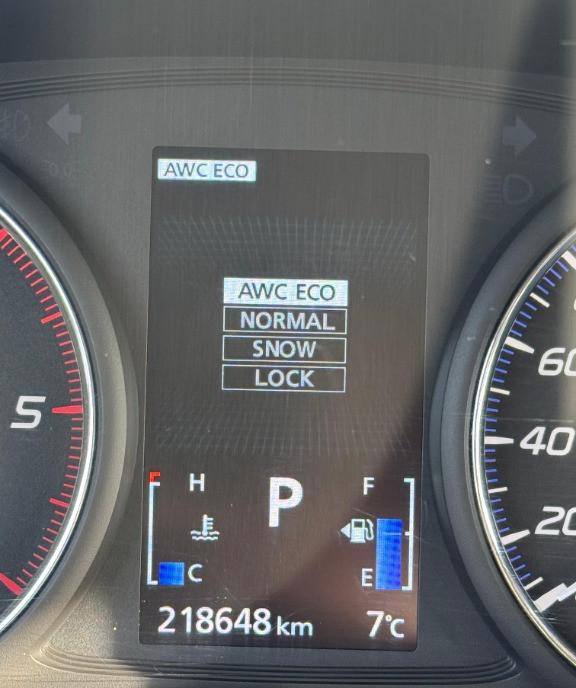 AWC ECO
AWC ECO
NORMAL
SNOW
LOCK
5
60
40
20
H
P
F
C
E
218648 km
7°C